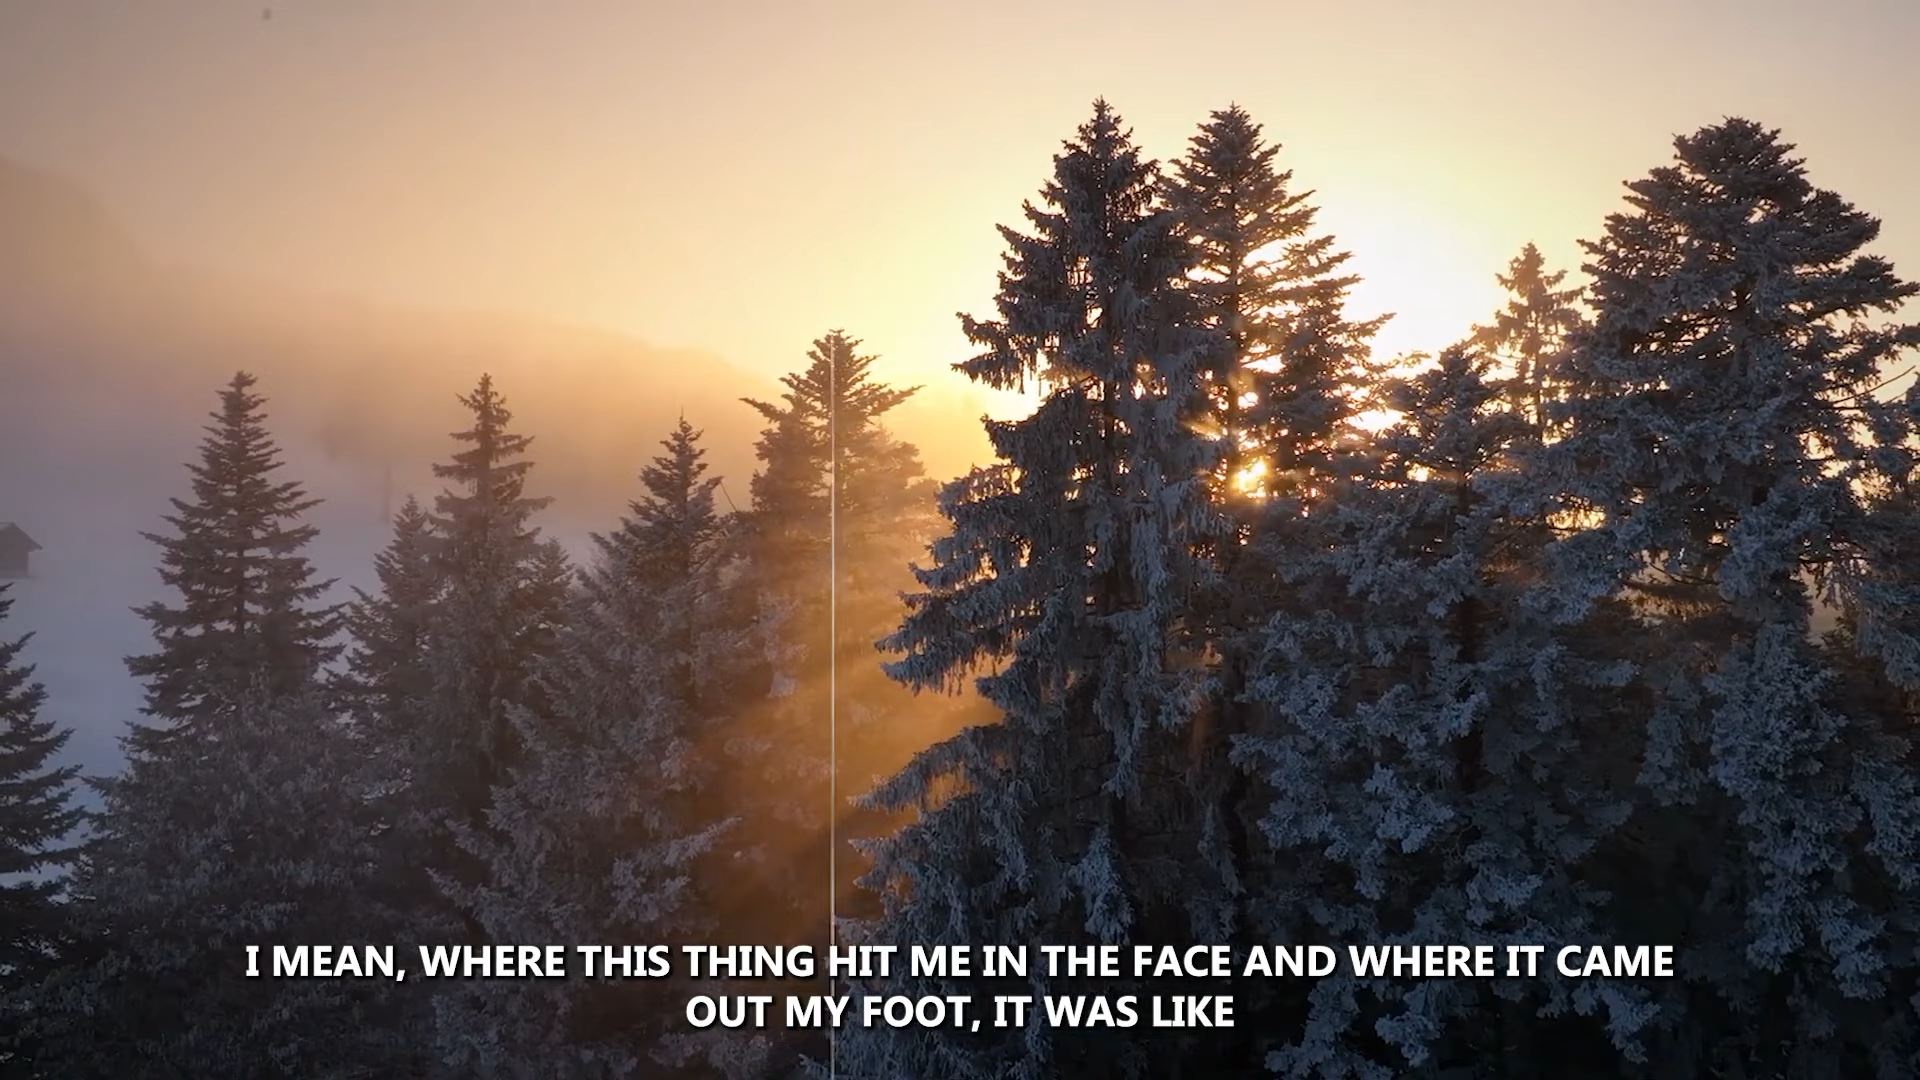 I MEAN, WHERE THIS THING HIT ME IN THE FACE AND WHERE IT CAME
OUT MY FOOT, IT WAS LIKE